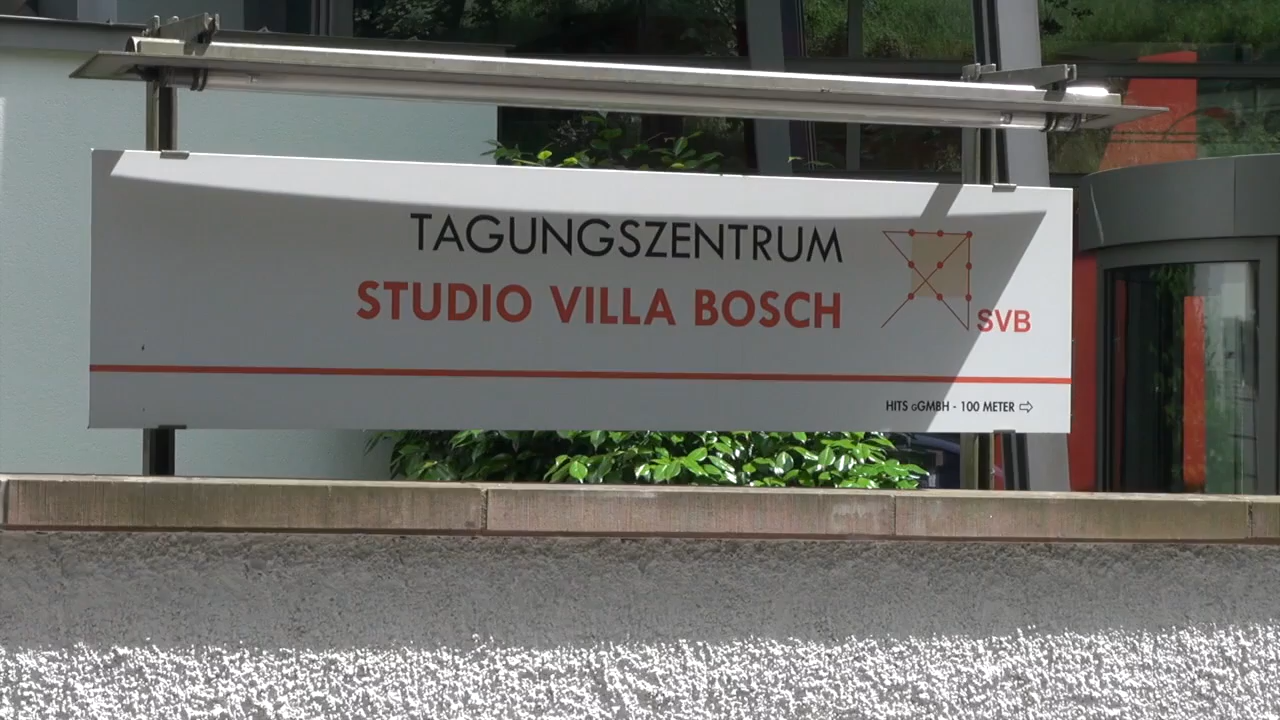 TAGUNGSZENTRUM
STUDIO VILLA BOSCH
SVB
HITS gGMBH - 100 METER ⇨